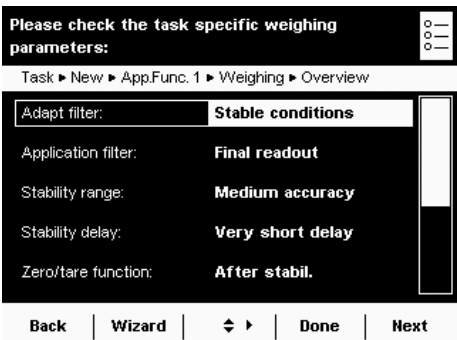 Please check the task specific weighing
parameters:
Task ▸ New ▸ App.Func. 1 ▸ Weighing ▸ Overview
Adapt filter: Stable conditions
Application filter: Final readout
Stability range: Medium accuracy
Stability delay: Very short delay
Zero/tare function: After stabil.
Back Wizard Done Next